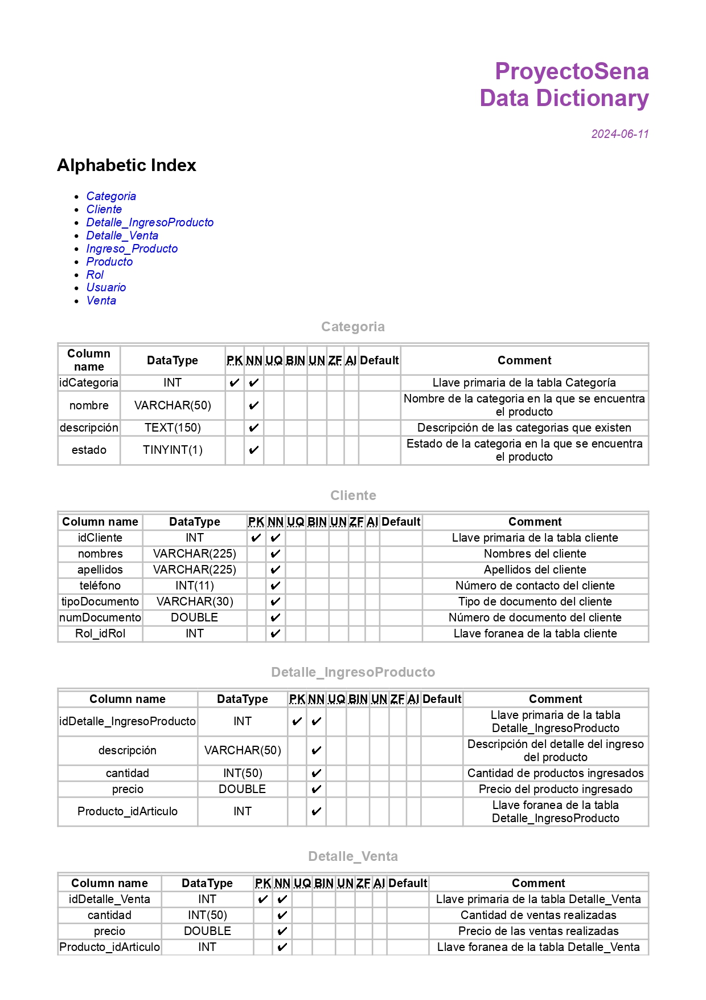 ProyectoSena
Data Dictionary
2024-06-11
Alphabetic Index
• Categoria
• Cliente
• Detalle_IngresoProducto
• Detalle_Venta
• Ingreso_Producto
• Producto
• Rol
• Usuario
• Venta
Categoria
Column name DataType PK NN UQ BIN UN ZF AI Default Comment
idCategoria INT ✔ ✔ Llave primaria de la tabla Categoría
nombre VARCHAR(50) ✔ Nombre de la categoria en la que se encuentra
el producto
descripción TEXT(150) ✔ Descripción de las categorias que existen
estado TINYINT(1) ✔ Estado de la categoria en la que se encuentra
el producto
Cliente
Column name DataType PK NN UQ BIN UN ZF AI Default Comment
idCliente INT ✔ ✔ Llave primaria de la tabla cliente
nombres VARCHAR(225) ✔ Nombres del cliente
apellidos VARCHAR(225) ✔ Apellidos del cliente
teléfono INT(11) ✔ Número de contacto del cliente
tipoDocumento VARCHAR(30) ✔ Tipo de documento del cliente
numDocumento DOUBLE ✔ Número de documento del cliente
Rol_idRol INT ✔ Llave foranea de la tabla cliente
Detalle_IngresoProducto
Column name DataType PK NN UQ BIN UN ZF AI Default Comment
idDetalle_IngresoProducto INT ✔ ✔ Llave primaria de la tabla
Detalle_IngresoProducto
descripción VARCHAR(50) ✔ Descripción del detalle del ingreso
del producto
cantidad INT(50) ✔ Cantidad de productos ingresados
precio DOUBLE ✔ Precio del producto ingresado
Producto_idArticulo INT ✔ Llave foranea de la tabla
Detalle_IngresoProducto
Detalle_Venta
Column name DataType PK NN UQ BIN UN ZF AI Default Comment
idDetalle_Venta INT ✔ ✔ Llave primaria de la tabla Detalle_Venta
cantidad INT(50) ✔ Cantidad de ventas realizadas
precio DOUBLE ✔ Precio de las ventas realizadas
Producto_idArticulo INT ✔ Llave foranea de la tabla Detalle_Venta